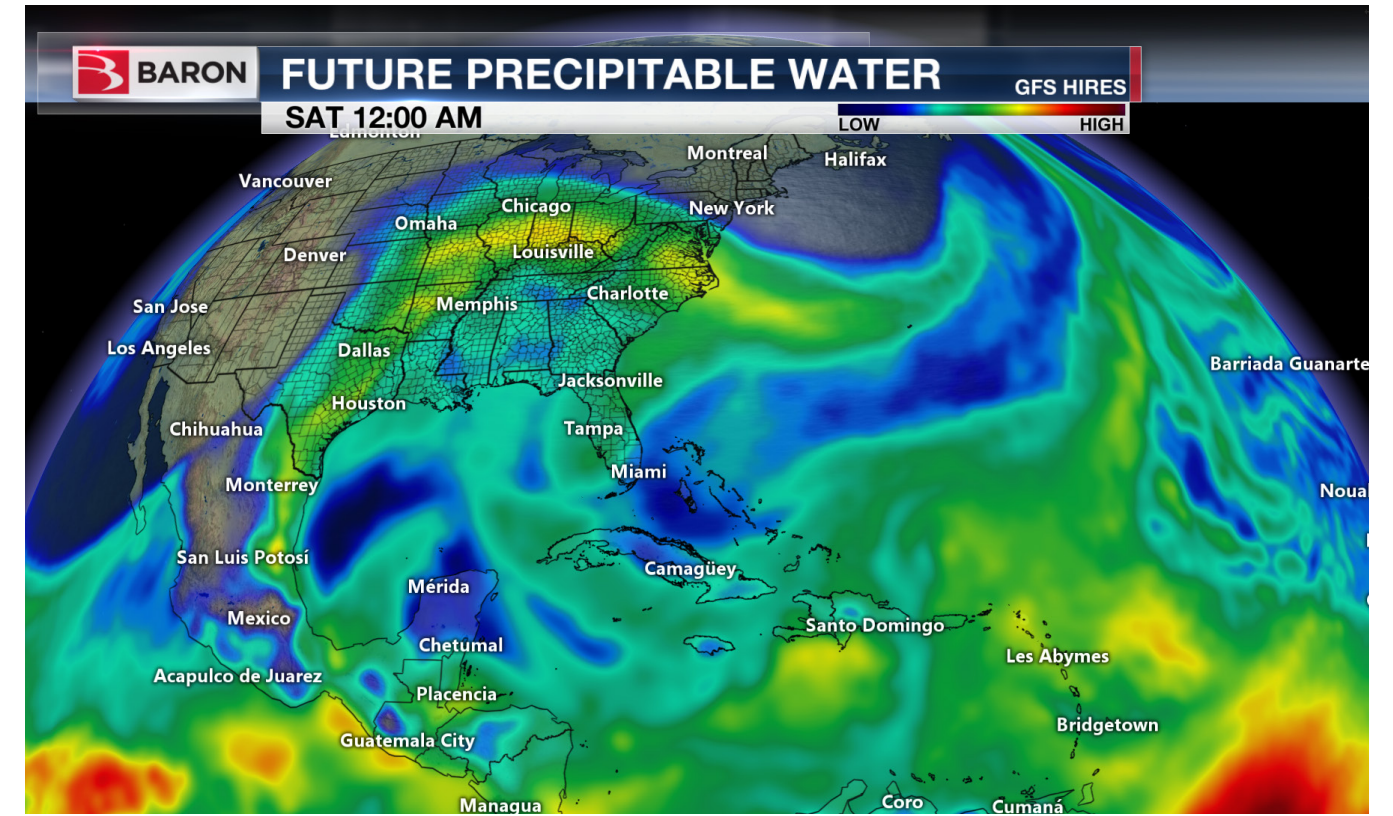 BARON
FUTURE PRECIPITABLE WATER
GFS HIRES
SAT 12:00 AM
LOW
HIGH
Edmonton
Montreal
Halifax
Vancouver
Chicago
New York
Omaha
Louisville
Denver
Charlotte
San Jose
Memphis
Los Angeles
Dallas
Barriada Guanarte
Jacksonville
Houston
Chihuahua
Tampa
Miami
Monterrey
Noua
San Luis Potosí
Camagüey
Mérida
Mexico
Santo Domingo
Chetumal
Les Abymes
Acapulco de Juarez
Placencia
Bridgetown
Guatemala City
Managua
Coro
Cumaná